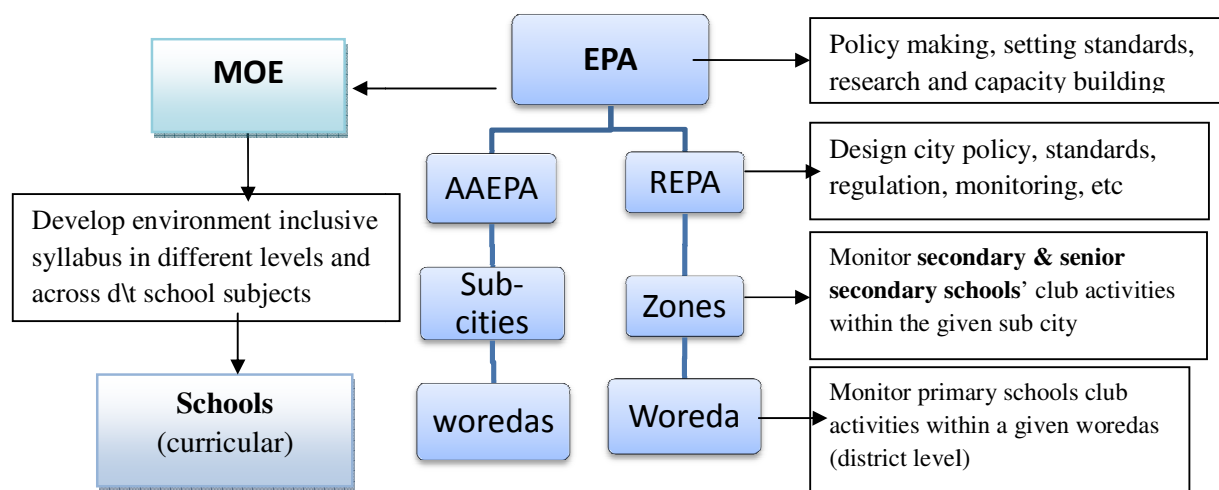 MOE
EPA
Policy making, setting standards,
research and capacity building
AAEPA
REPA
Design city policy, standards,
regulation, monitoring, etc
Develop environment inclusive
syllabus in different levels and
across d\t school subjects
Sub-
cities
Zones
Monitor secondary & senior
secondary schools’ club activities
within the given sub city
Schools
(curricular)
woredas
Woreda
Monitor primary schools club
activities within a given woredas
(district level)